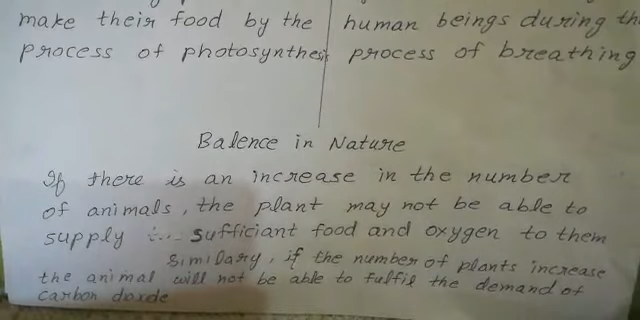 make their food by the
process of photosynthesis
human beings during th
process of breathing
Balence in Nature
If there is an increase in the number
of animals, the plant may not be able to
supply sufficiant food and oxygen to them
Similary, if the number of plants increase
the animal will not be able to fulfil the demand of
carbon doxde